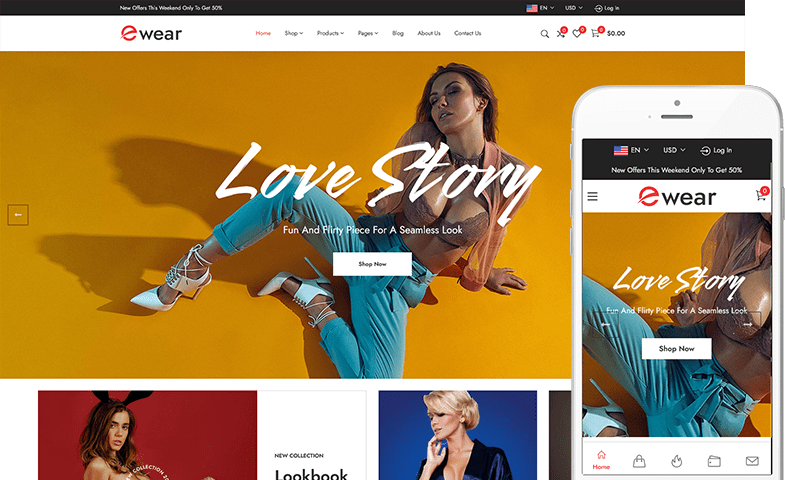 New Offers This Weekend Only To Get 50%
EN USD Log In
ewear
Home Shop Products Pages Blog About Us Contact Us
0 0 0 $0.00
Love Story
Fun And Flirty Piece For A Seamless Look
Shop Now
COLLECTION
NEW COLLECTION
Lookbook
EN USD Log In
New Offers This Weekend Only To Get 50%
ewear
0
Love Story
Fun And Flirty Piece For A Seamless Look
Shop Now
Home